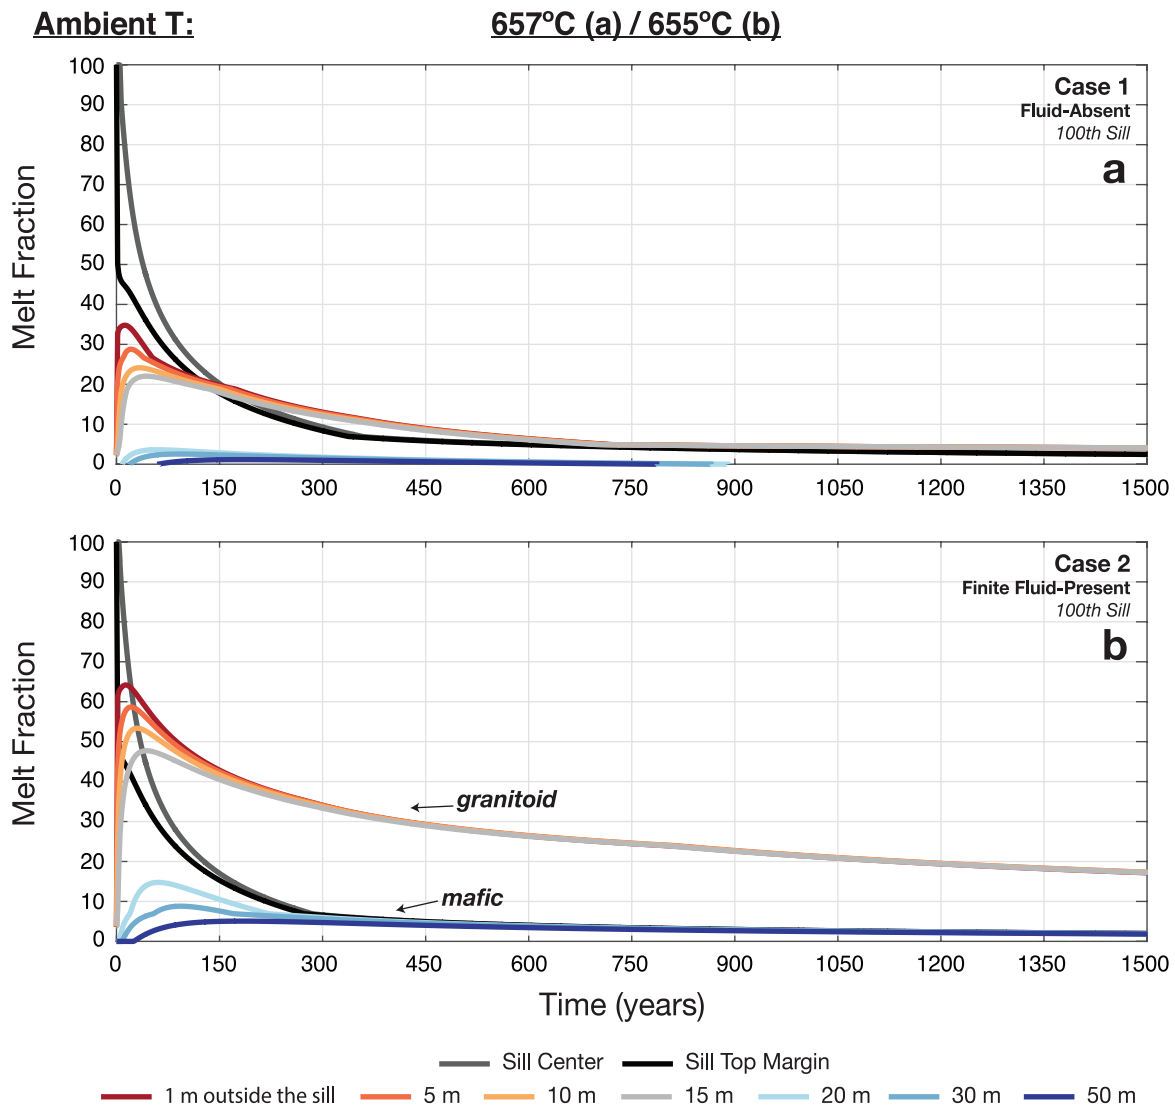 Ambient T: 657ºC (a) / 655ºC (b)
100
90
80
70
60
50
40
30
20
10
0
Melt Fraction
Case 1
Fluid-Absent
100th Sill
a
0 150 300 450 600 750 900 1050 1200 1350 1500
100
90
80
70
60
50
40
30
20
10
0
Melt Fraction
Case 2
Finite Fluid-Present
100th Sill
b
granitoid
mafic
0 150 300 450 600 750 900 1050 1200 1350 1500
Time (years)
Sill Center Sill Top Margin
1 m outside the sill 5 m 10 m 15 m 20 m 30 m 50 m